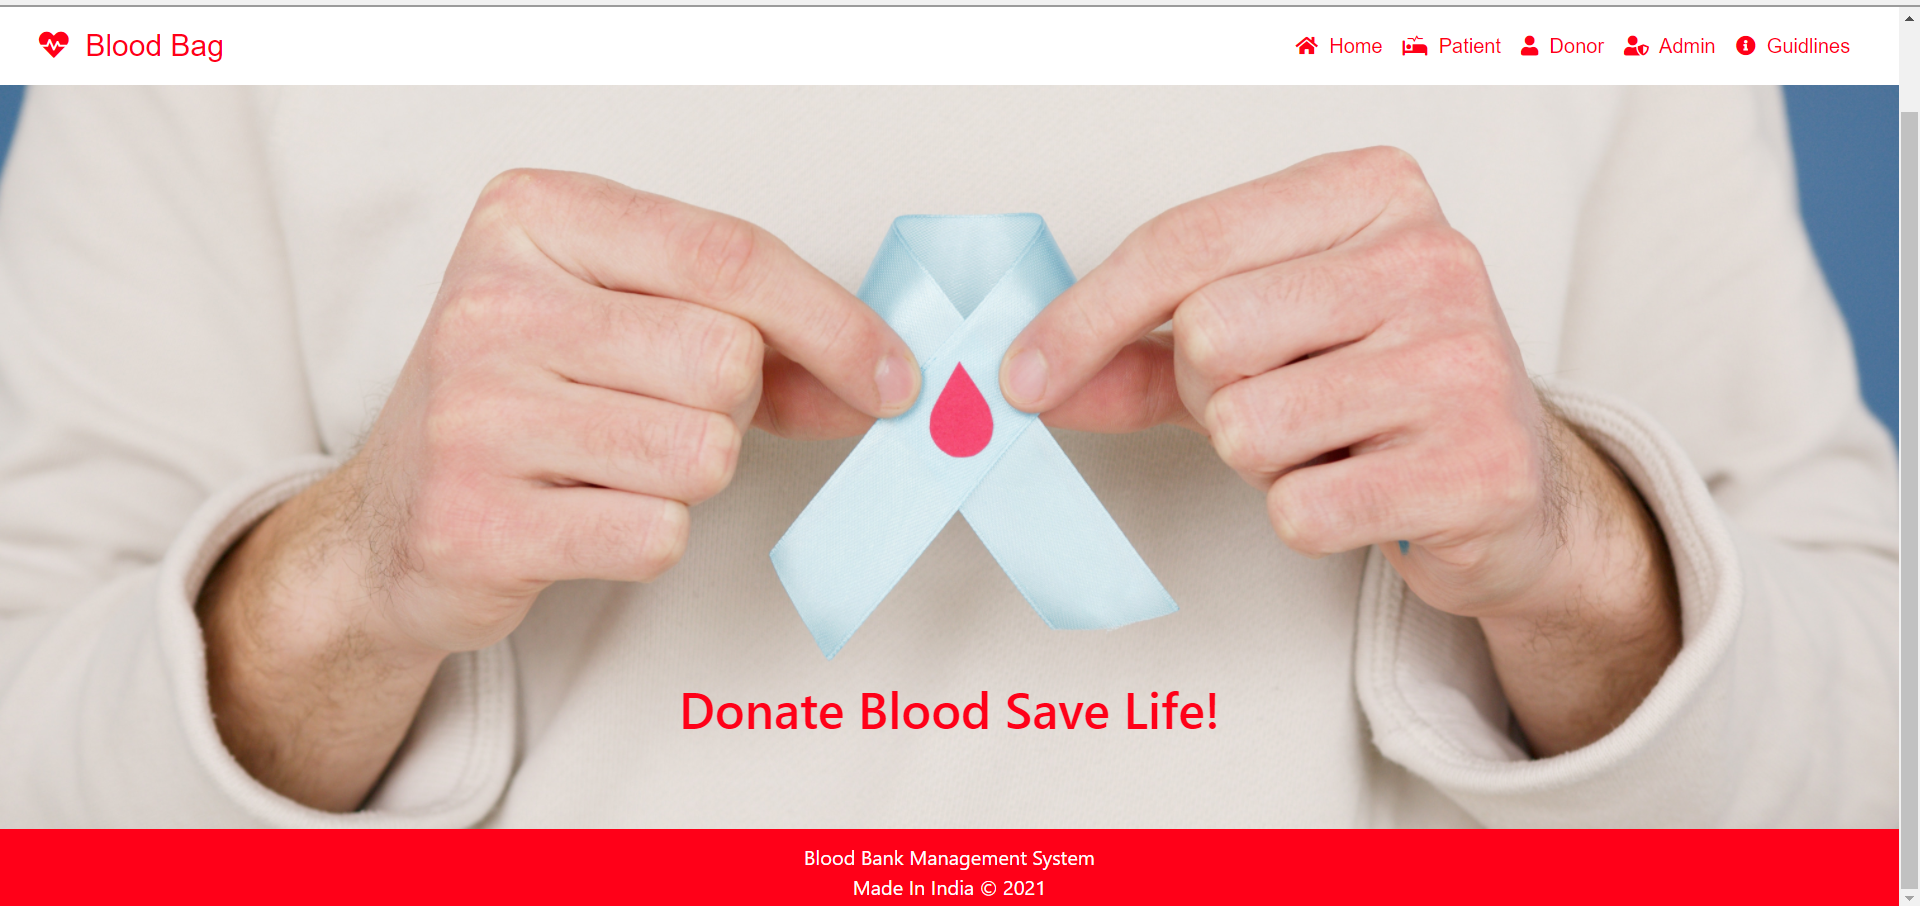 Blood Bag
Home Patient Donor Admin Guidlines
Donate Blood Save Life!
Blood Bank Management System
Made In India © 2021